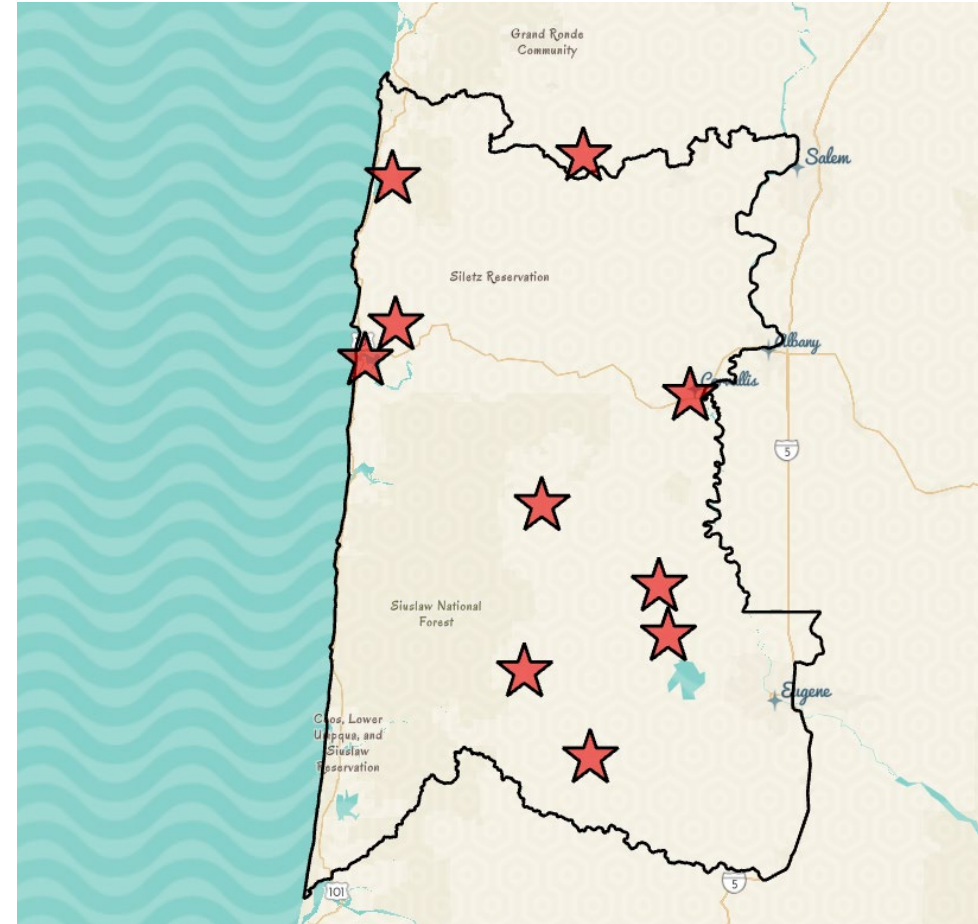 Grand Ronde
Community
Salem
Siletz Reservation
Albany
Corvallis
5
Siuslaw National
Forest
Eugene
Coos, Lower
Umpqua, and
Siuslaw
Reservation
101
5